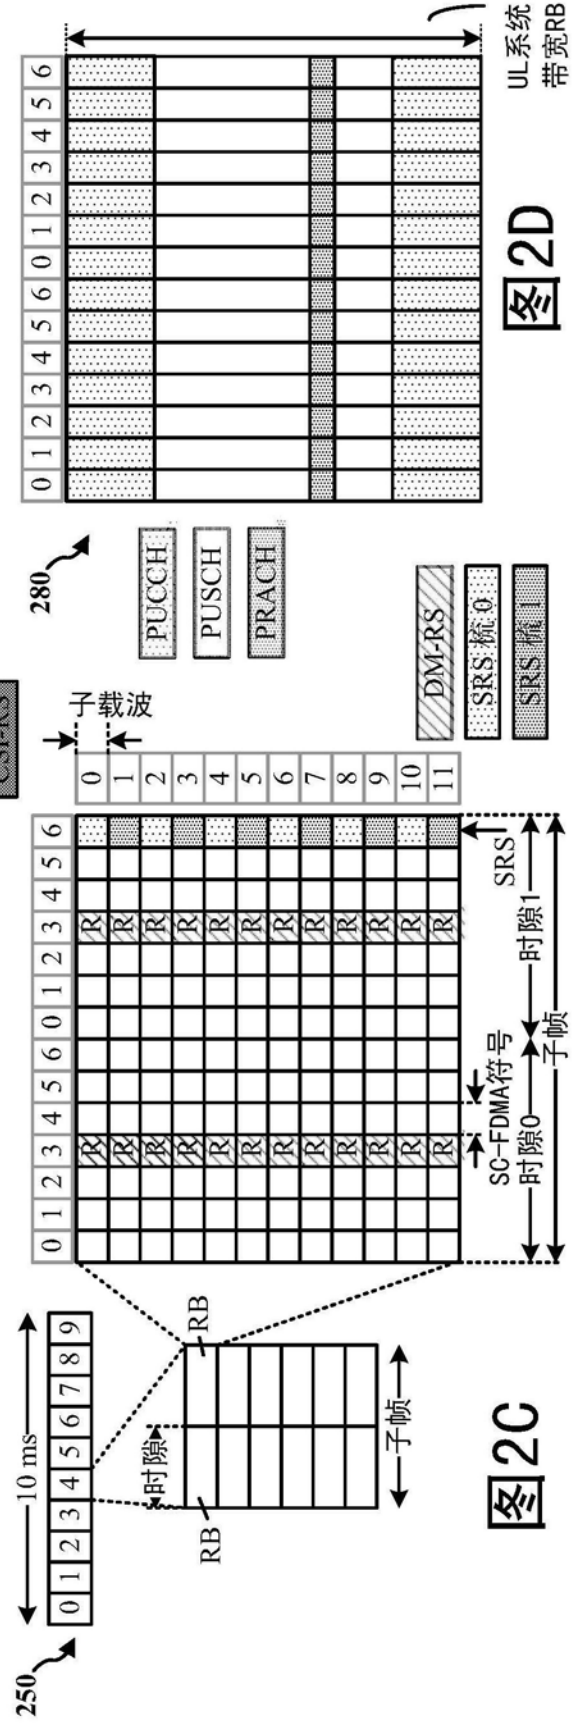 250
10 ms
0 1 2 3 4 5 6 7 8 9
时隙
RB
RB
子帧
图2C
CSI-RS
子载波
0 1 2 3 4 5 6 0 1 2 3 4 5 6
R R 0
R R 1
R R 2
R R 3
R R 4
R R 5
R R 6
R R 7
R R 8
R R 9
R R 10
R R 11
SC-FDMA符号
SRS
时隙0
时隙1
子帧
DM-RS
SRS 梳 0
SRS 梳 1
280
PUCCH
PUSCH
PRACH
0 1 2 3 4 5 6 0 1 2 3 4 5 6
UL系统
带宽RB
图2D